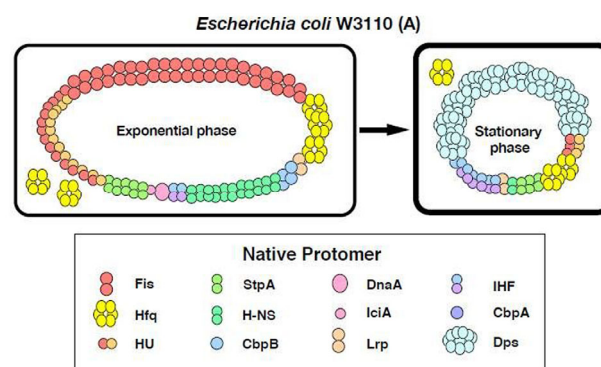 Escherichia coli W3110 (A)
Exponential phase
Stationary
phase
Native Protomer
Fis
StpA
DnaA
IHF
Hfq
H-NS
IciA
CbpA
HU
CbpB
Lrp
Dps